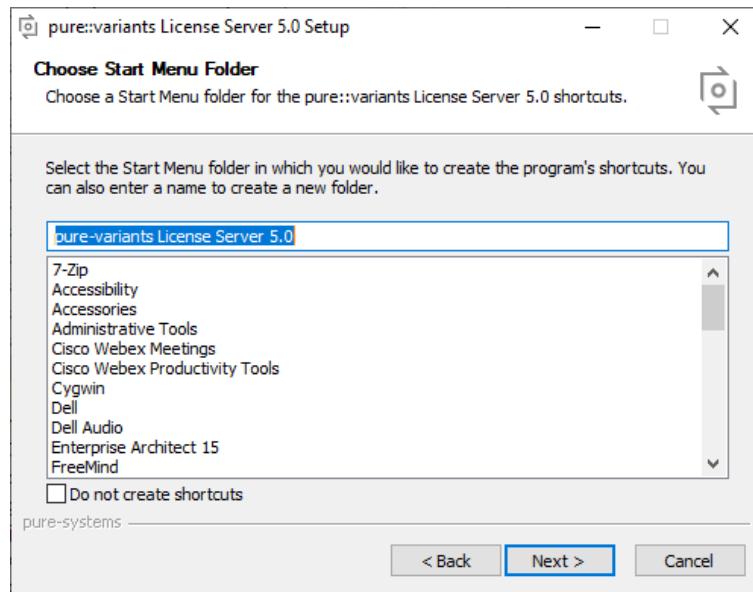 pure::variants License Server 5.0 Setup
Choose Start Menu Folder
Choose a Start Menu folder for the pure::variants License Server 5.0 shortcuts.
Select the Start Menu folder in which you would like to create the program's shortcuts. You
can also enter a name to create a new folder.
pure-variants License Server 5.0
7-Zip
Accessibility
Accessories
Administrative Tools
Cisco Webex Meetings
Cisco Webex Productivity Tools
Cygwin
Dell
Dell Audio
Enterprise Architect 15
FreeMind
Do not create shortcuts
pure-systems
< Back Next > Cancel